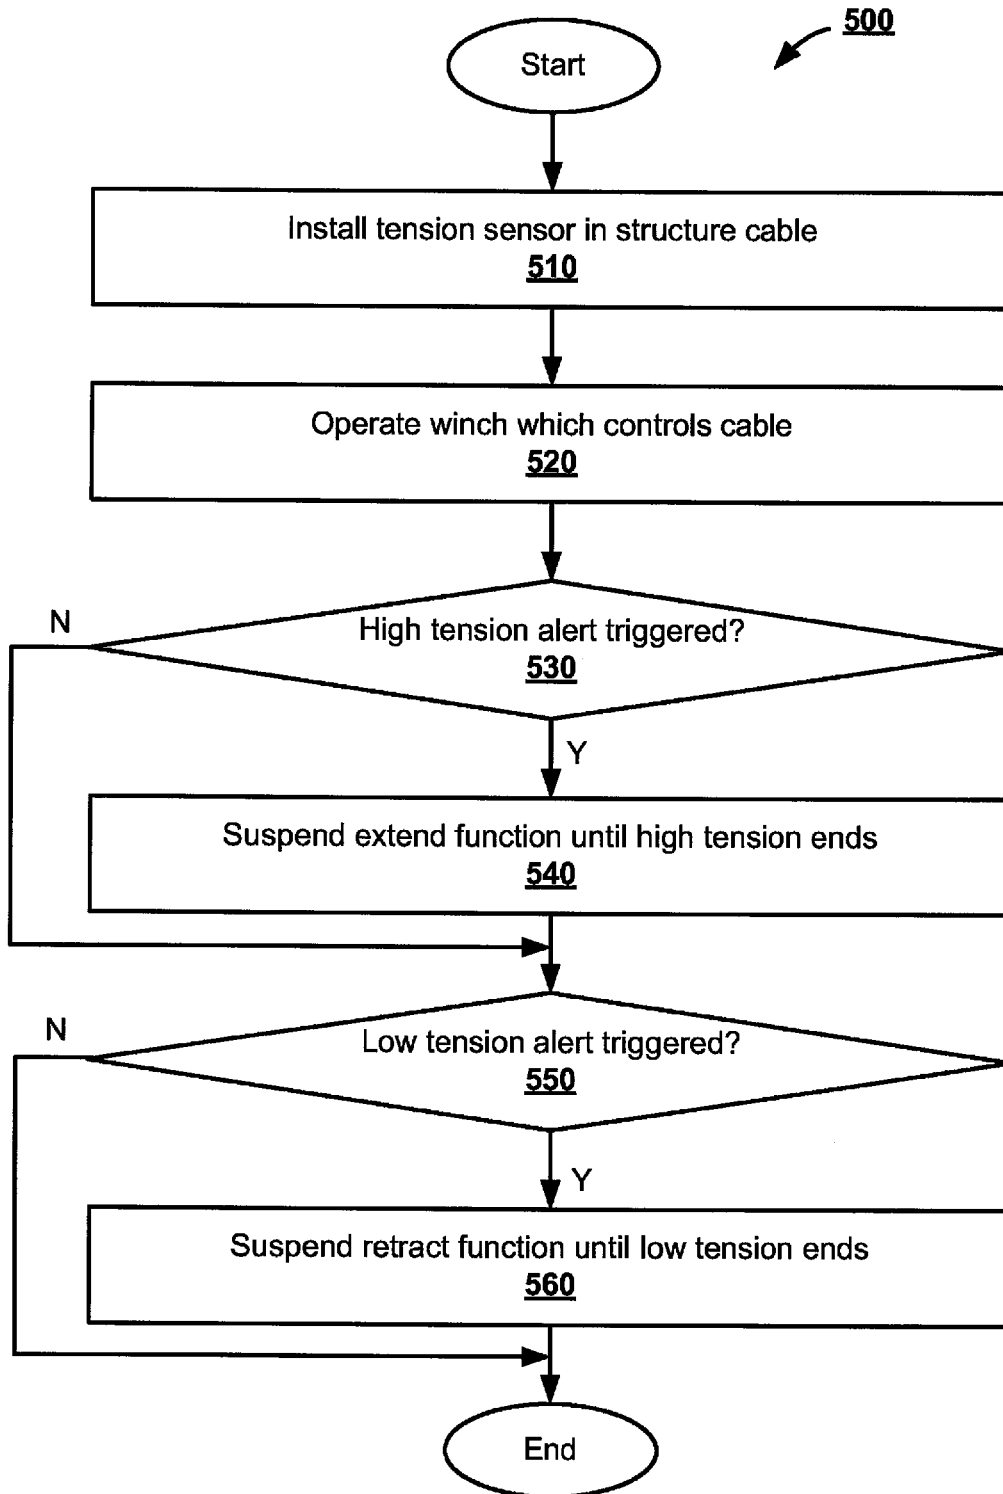 500
Start
Install tension sensor in structure cable
510
Operate winch which controls cable
520
N
High tension alert triggered?
530
Y
Suspend extend function until high tension ends
540
N
Low tension alert triggered?
550
Y
Suspend retract function until low tension ends
560
End